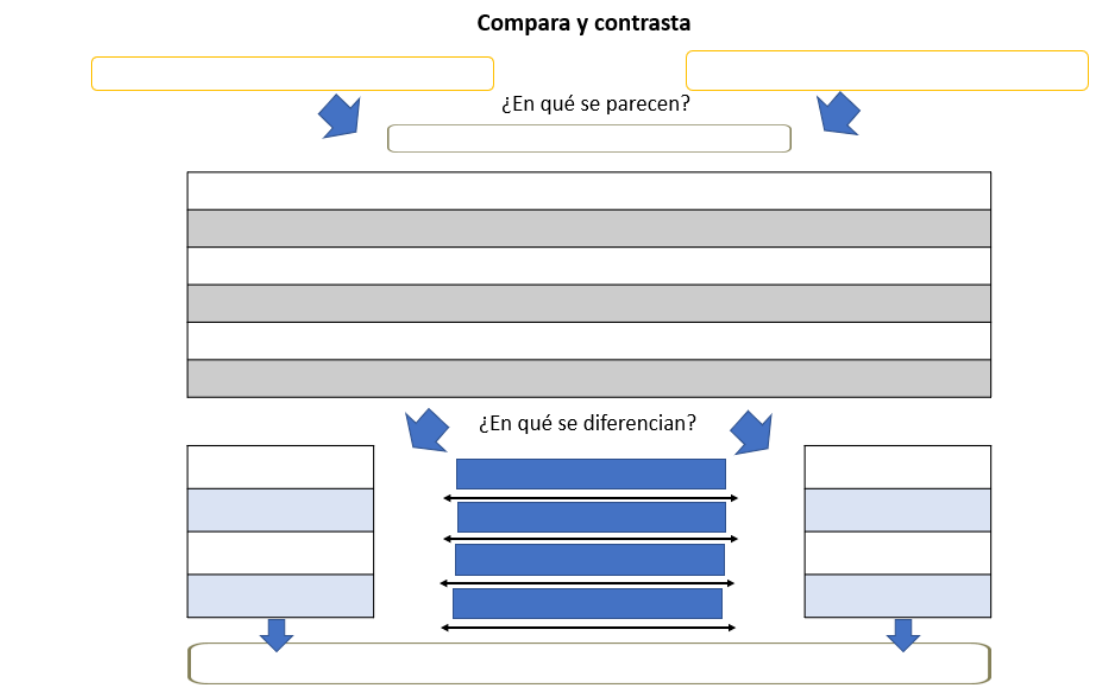 Compara y contrasta
¿En qué se parecen?
¿En qué se diferencian?